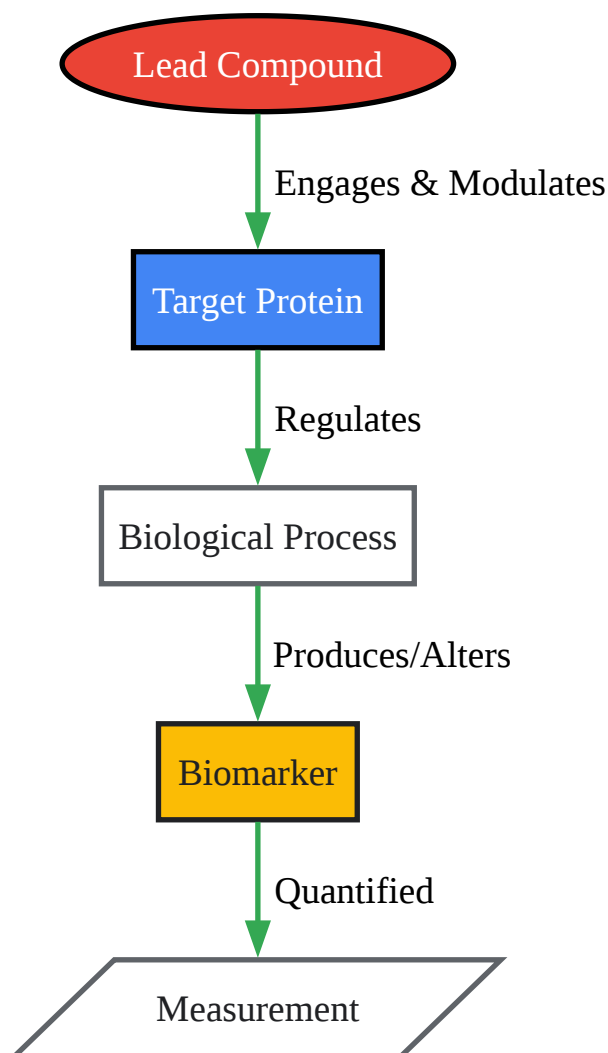 Lead Compound
Engages & Modulates
Target Protein
Regulates
Biological Process
Produces/Alters
Biomarker
Quantified
Measurement